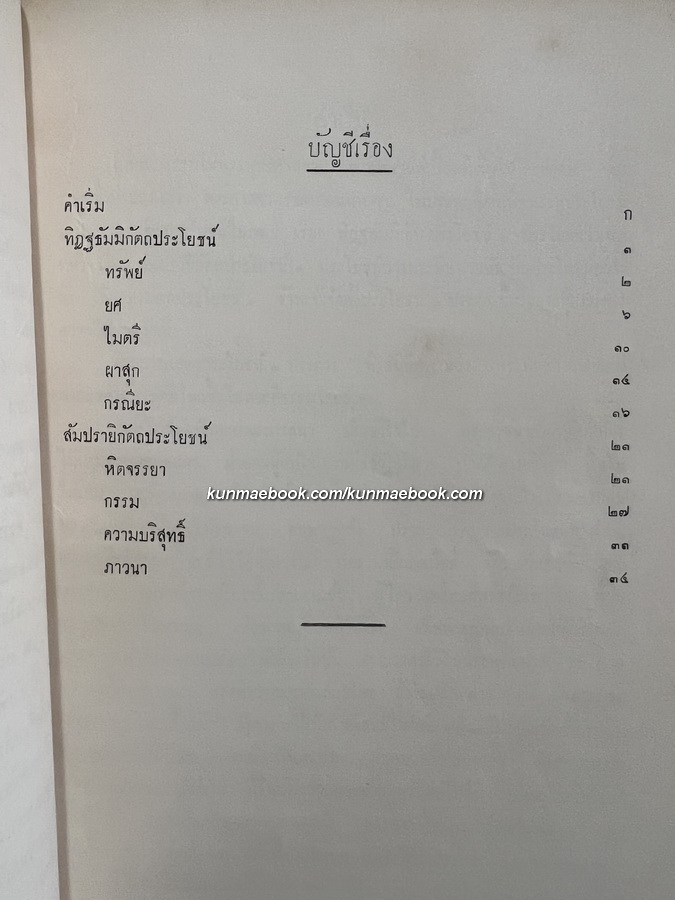 บัญชีเรื่อง
คำเริ่ม ก
ทิฏฐธัมมิกัตถประโยชน์ ๑
ทรัพย์ ๒
ยศ ๖
ไมตรี ๑๐
ผาสุก ๑๔
กรณียะ ๑๖
สัมปรายิกัตถประโยชน์ ๒๑
หิตจรรยา ๒๑
kunmaebook.com/kunmaebook.com
กรรม ๒๗
ความบริสุทธิ์ ๓๑
ภาวนา ๓๔